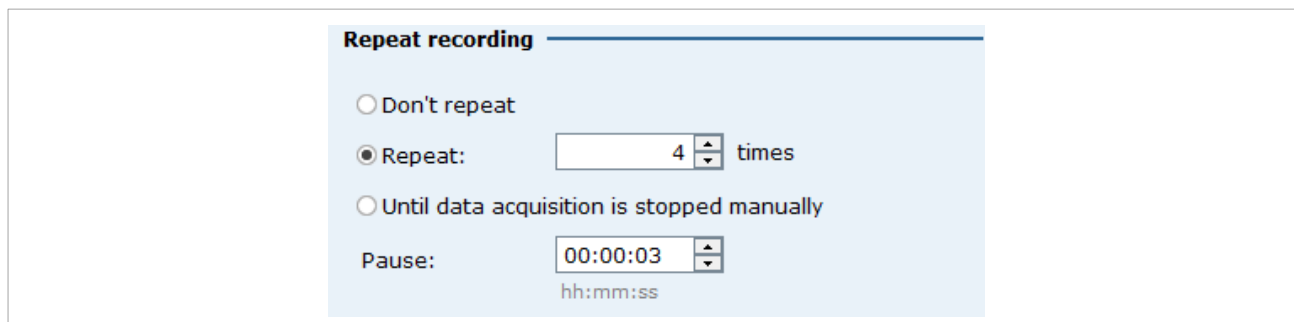 Repeat recording
Don't repeat
Repeat: 4 times
Until data acquisition is stopped manually
Pause: 00:00:03
hh:mm:ss